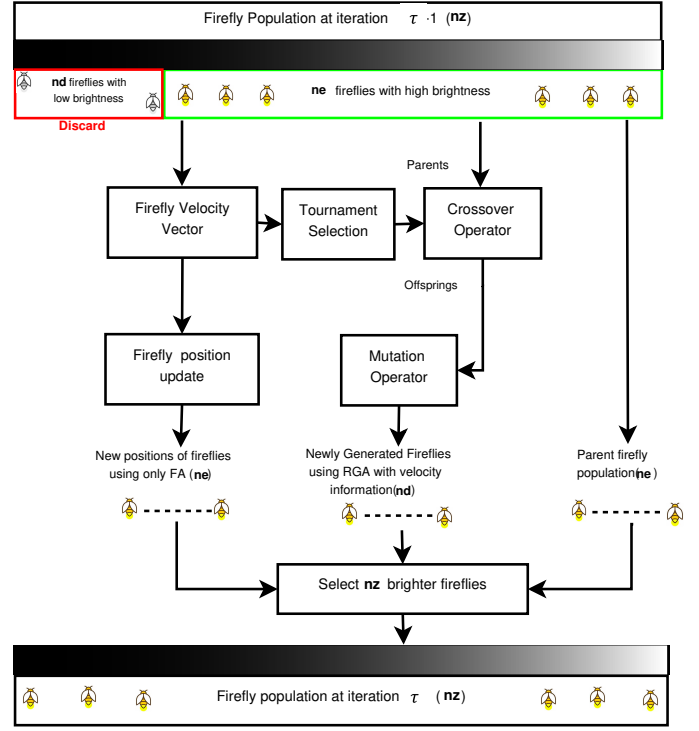 Firefly Population at iteration τ -1 (nz)
nd fireflies with
low brightness
ne fireflies with high brightness
Discard
Parents
Firefly Velocity
Vector
Tournament
Selection
Crossover
Operator
Offsprings
Firefly position
update
Mutation
Operator
New positions of fireflies
using only FA (ne)
Newly Generated Fireflies
using RGA with velocity
information(nd)
Parent firefly
population(ne)
Select nz brighter fireflies
Firefly population at iteration τ (nz)